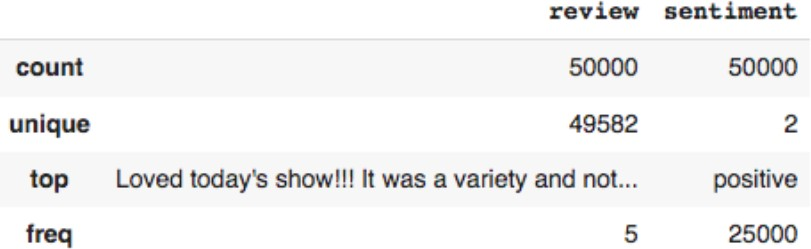 review sentiment
count 50000 50000
unique 49582 2
top Loved today's show!!! It was a variety and not... positive
freq 5 25000